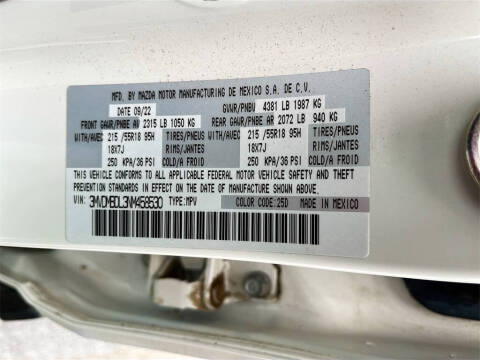 MFD. BY MAZDA MOTOR MANUFACTURING DE MEXICO S.A. DE C.V.
DATE 09/22 GVWR/PNBV 4381 LB 1987 KG
FRONT GAWR/PNBE AV 2315 LB 1050 KG REAR GAWR/PNBE AR 2072 LB 940 KG
WITH/AVEC 215 /55R18 95H TIRES/PNEUS WITH/AVEC 215 /55R18 95H TIRES/PNEUS
18X7J RIMS/JANTES 18X7J RIMS/JANTES
250 KPA/36 PSI COLD/A FROID 250 KPA/36 PSI COLD/A FROID
THIS VEHICLE CONFORMS TO ALL APPLICABLE FEDERAL MOTOR VEHICLE SAFETY, BUMPER, AND THEFT
PREVENTION STANDARDS IN EFFECT ON THE DATE OF MANUFACTURE SHOWN ABOVE.
VIN: 3MVDMBDL3NM458530 TYPE:MPV COLOR CODE:25D MADE IN MEXICO